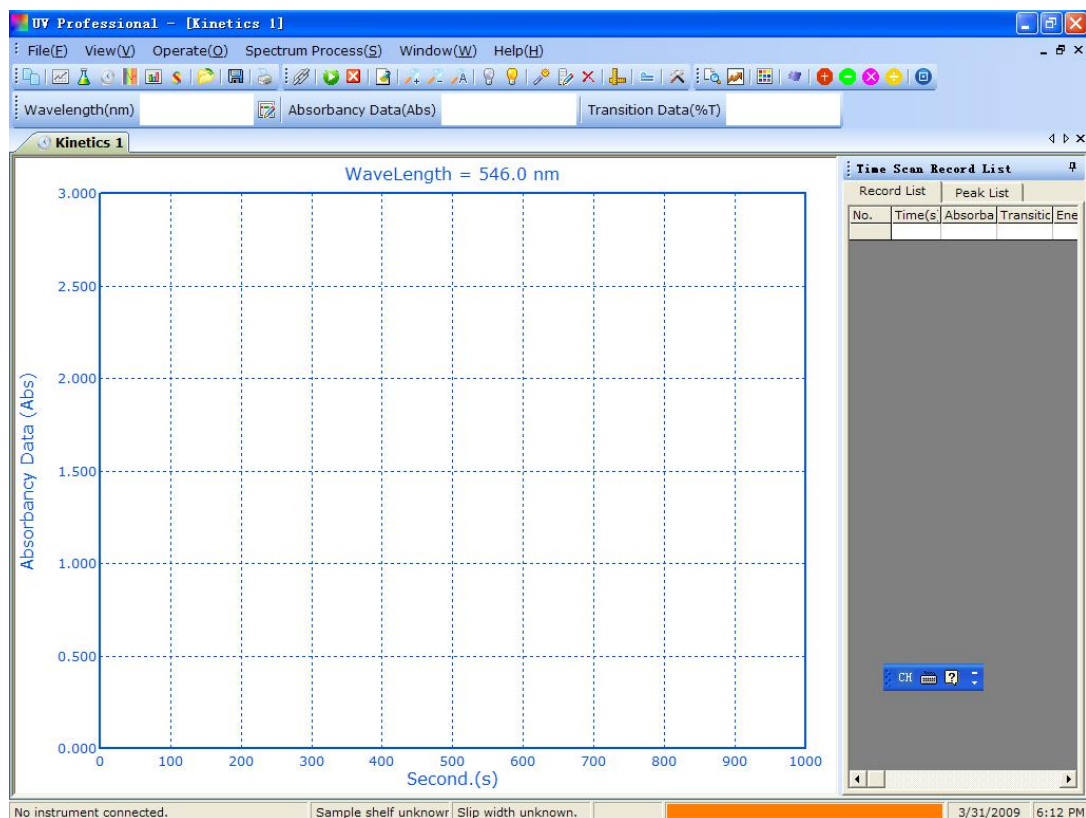 UV Professional - [Kinetics 1]
File(F) View(V) Operate(O) Spectrum Process(S) Window(W) Help(H)
Wavelength(nm) Absorbancy Data(Abs) Transition Data(%T)
Kinetics 1
WaveLength = 546.0 nm
3.000
2.500
2.000
1.500
1.000
0.500
0.000
Absorbancy Data (Abs)
0 100 200 300 400 500 600 700 800 900 1000
Second.(s)
Time Scan Record List
Record List Peak List
No. Time(s) Absorba Transitic Ene
CH
No instrument connected. Sample shelf unknowr Slip width unknown. 3/31/2009 6:12 PM